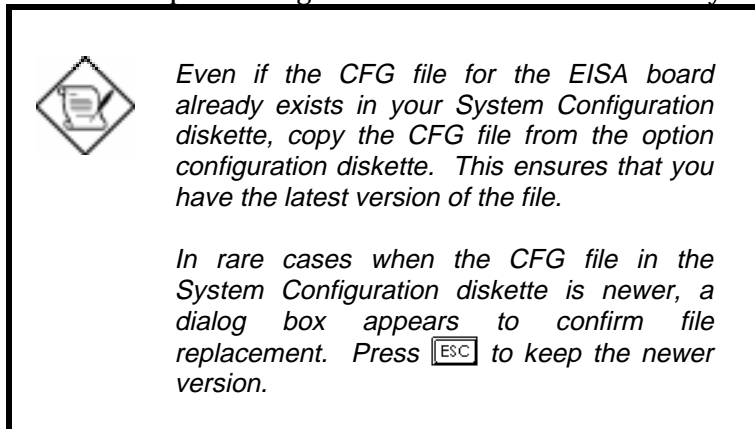 Even if the CFG file for the EISA board
already exists in your System Configuration
diskette, copy the CFG file from the option
configuration diskette. This ensures that you
have the latest version of the file.
In rare cases when the CFG file in the
System Configuration diskette is newer, a
dialog box appears to confirm file
replacement. Press ESC to keep the newer
version.